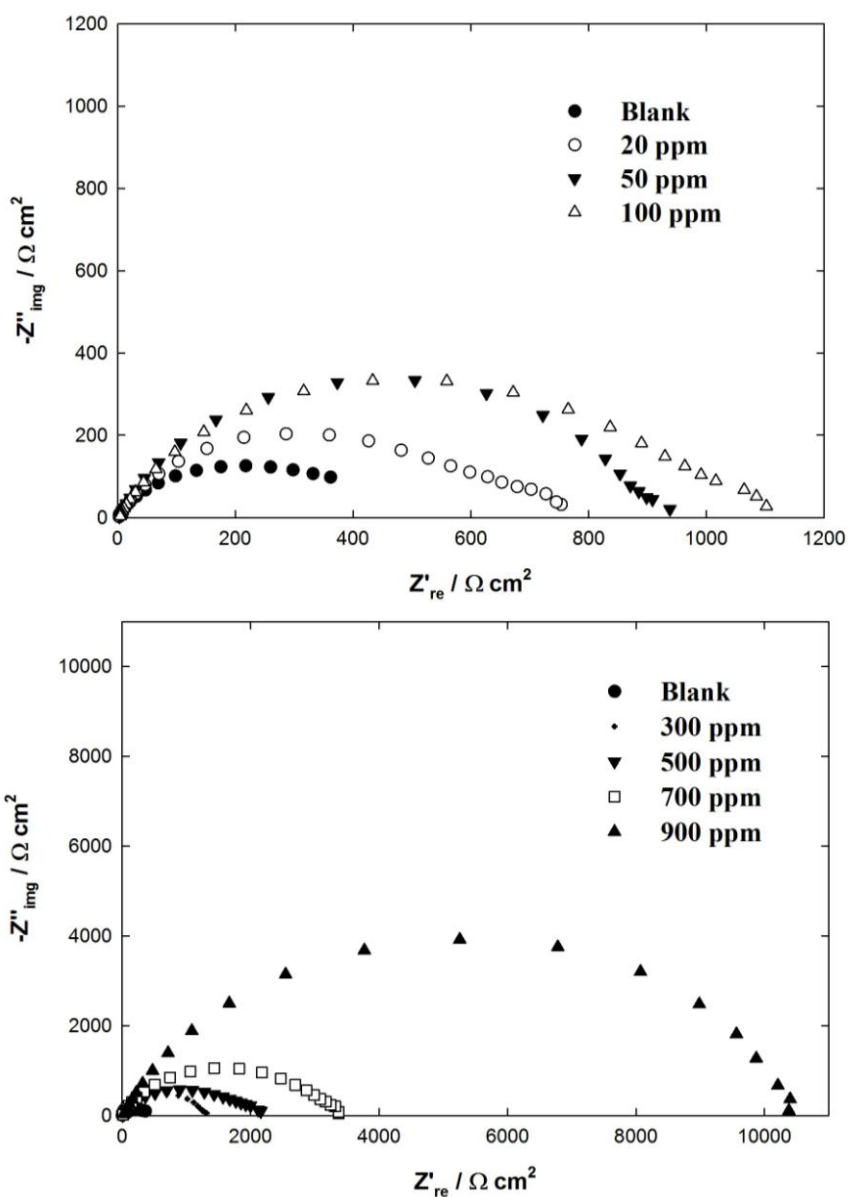 1200
1000
800
600
400
200
0
-Z''img / Ω cm²
Blank
20 ppm
50 ppm
100 ppm
0 200 400 600 800 1000 1200
Z're / Ω cm²
10000
8000
6000
4000
2000
0
-Z''img / Ω cm²
Blank
300 ppm
500 ppm
700 ppm
900 ppm
0 2000 4000 6000 8000 10000
Z're / Ω cm²